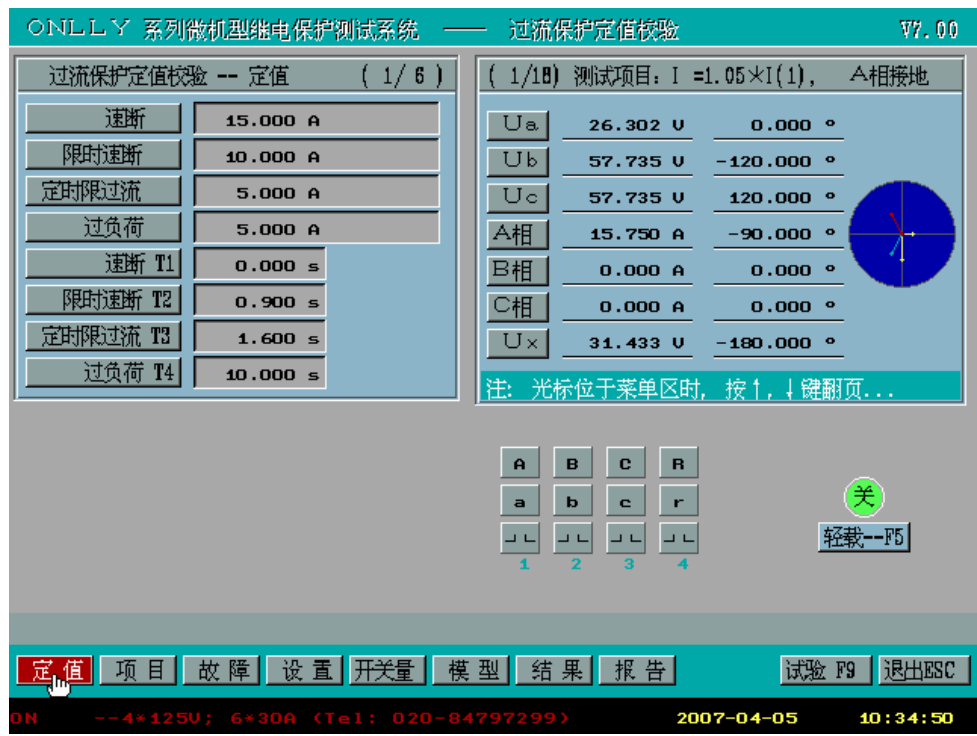 ONLLY 系列微机型继电保护测试系统 —— 过流保护定值校验 V7.00
过流保护定值校验 -- 定值 ( 1/ 6 )
速断 15.000 A
限时速断 10.000 A
定时限过流 5.000 A
过负荷 5.000 A
速断 T1 0.000 s
限时速断 T2 0.900 s
定时限过流 T3 1.600 s
过负荷 T4 10.000 s
( 1/18) 测试项目: I =1.05×I(1), A相接地
Ua 26.302 V 0.000 °
Ub 57.735 V -120.000 °
Uc 57.735 V 120.000 °
A相 15.750 A -90.000 °
B相 0.000 A 0.000 °
C相 0.000 A 0.000 °
Ux 31.433 V -180.000 °
注: 光标位于菜单区时, 按↑,↓键翻页...
A B C R
a b c r
1 2 3 4
关
轻载--F5
定 值 项 目 故 障 设 置 开关量 模 型 结 果 报 告 试验 F9 退出ESC
ON --4*125V; 6*30A (Tel: 020-84797299) 2007-04-05 10:34:50